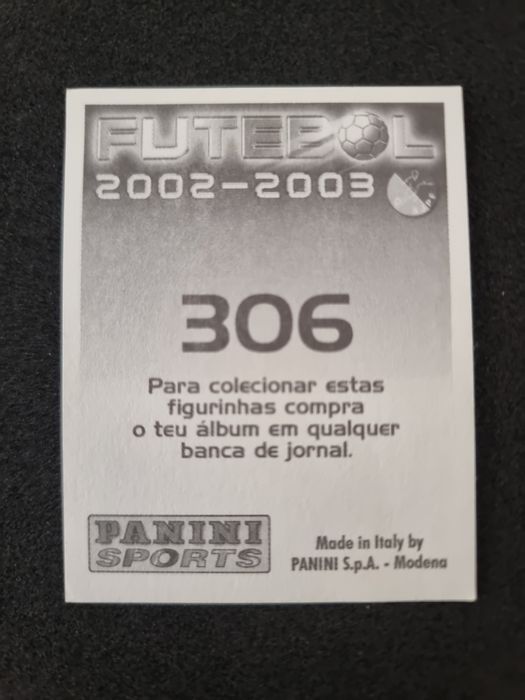 FUTEBOL
2002-2003
306
Para colecionar estas
figurinhas compra
o teu álbum em qualquer
banca de jornal.
PANINI
SPORTS
Made in Italy by
PANINI S.p.A. - Modena